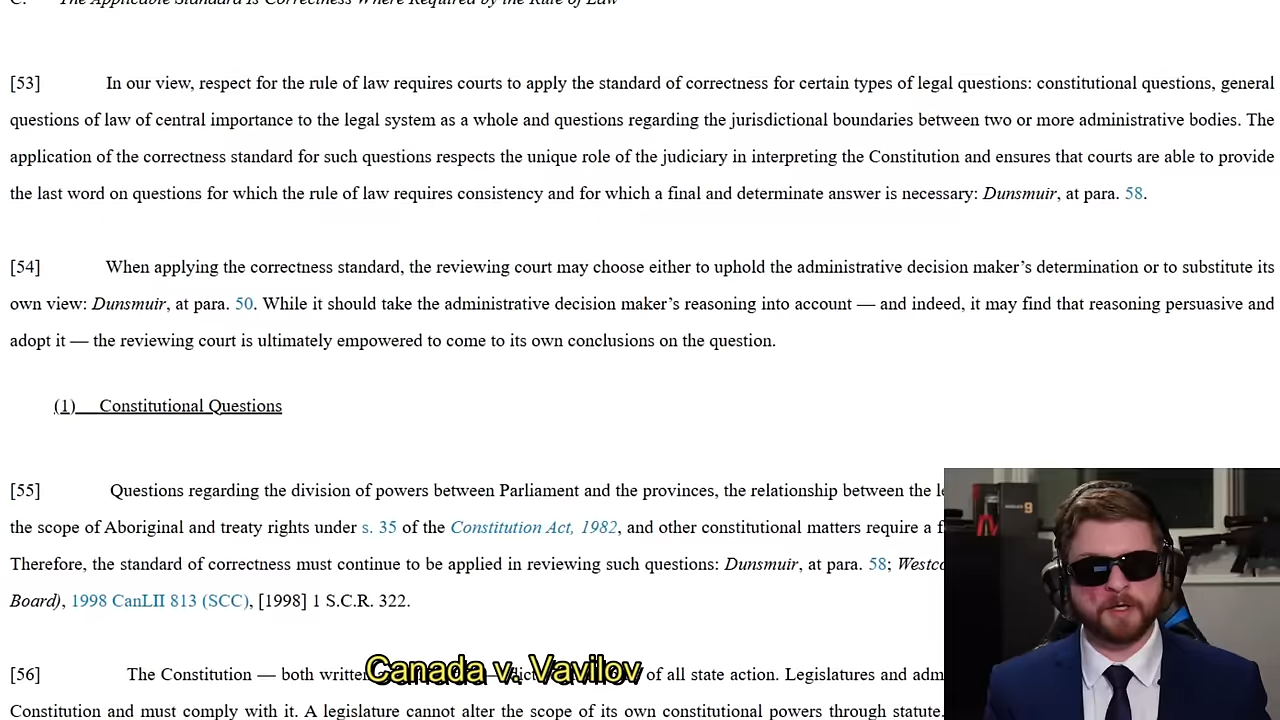 C. The Applicable Standard Is Correctness Where Required by the Rule of Law
[53] In our view, respect for the rule of law requires courts to apply the standard of correctness for certain types of legal questions: constitutional questions, general
questions of law of central importance to the legal system as a whole and questions regarding the jurisdictional boundaries between two or more administrative bodies. The
application of the correctness standard for such questions respects the unique role of the judiciary in interpreting the Constitution and ensures that courts are able to provide
the last word on questions for which the rule of law requires consistency and for which a final and determinate answer is necessary: Dunsmuir, at para. 58.
[54] When applying the correctness standard, the reviewing court may choose either to uphold the administrative decision maker’s determination or to substitute its
own view: Dunsmuir, at para. 50. While it should take the administrative decision maker’s reasoning into account — and indeed, it may find that reasoning persuasive and
adopt it — the reviewing court is ultimately empowered to come to its own conclusions on the question.
(1) Constitutional Questions
[55] Questions regarding the division of powers between Parliament and the provinces, the relationship between the
the scope of Aboriginal and treaty rights under s. 35 of the Constitution Act, 1982, and other constitutional matters require a
Therefore, the standard of correctness must continue to be applied in reviewing such questions: Dunsmuir, at para. 58;
Board), 1998 CanLII 813 (SCC), [1998] 1 S.C.R. 322.
[56] The Constitution — both of all state action. Legislatures and
Canada v. Vavilov
Constitution and must comply with it. A legislature cannot alter the scope of its own constitutional powers through statute.